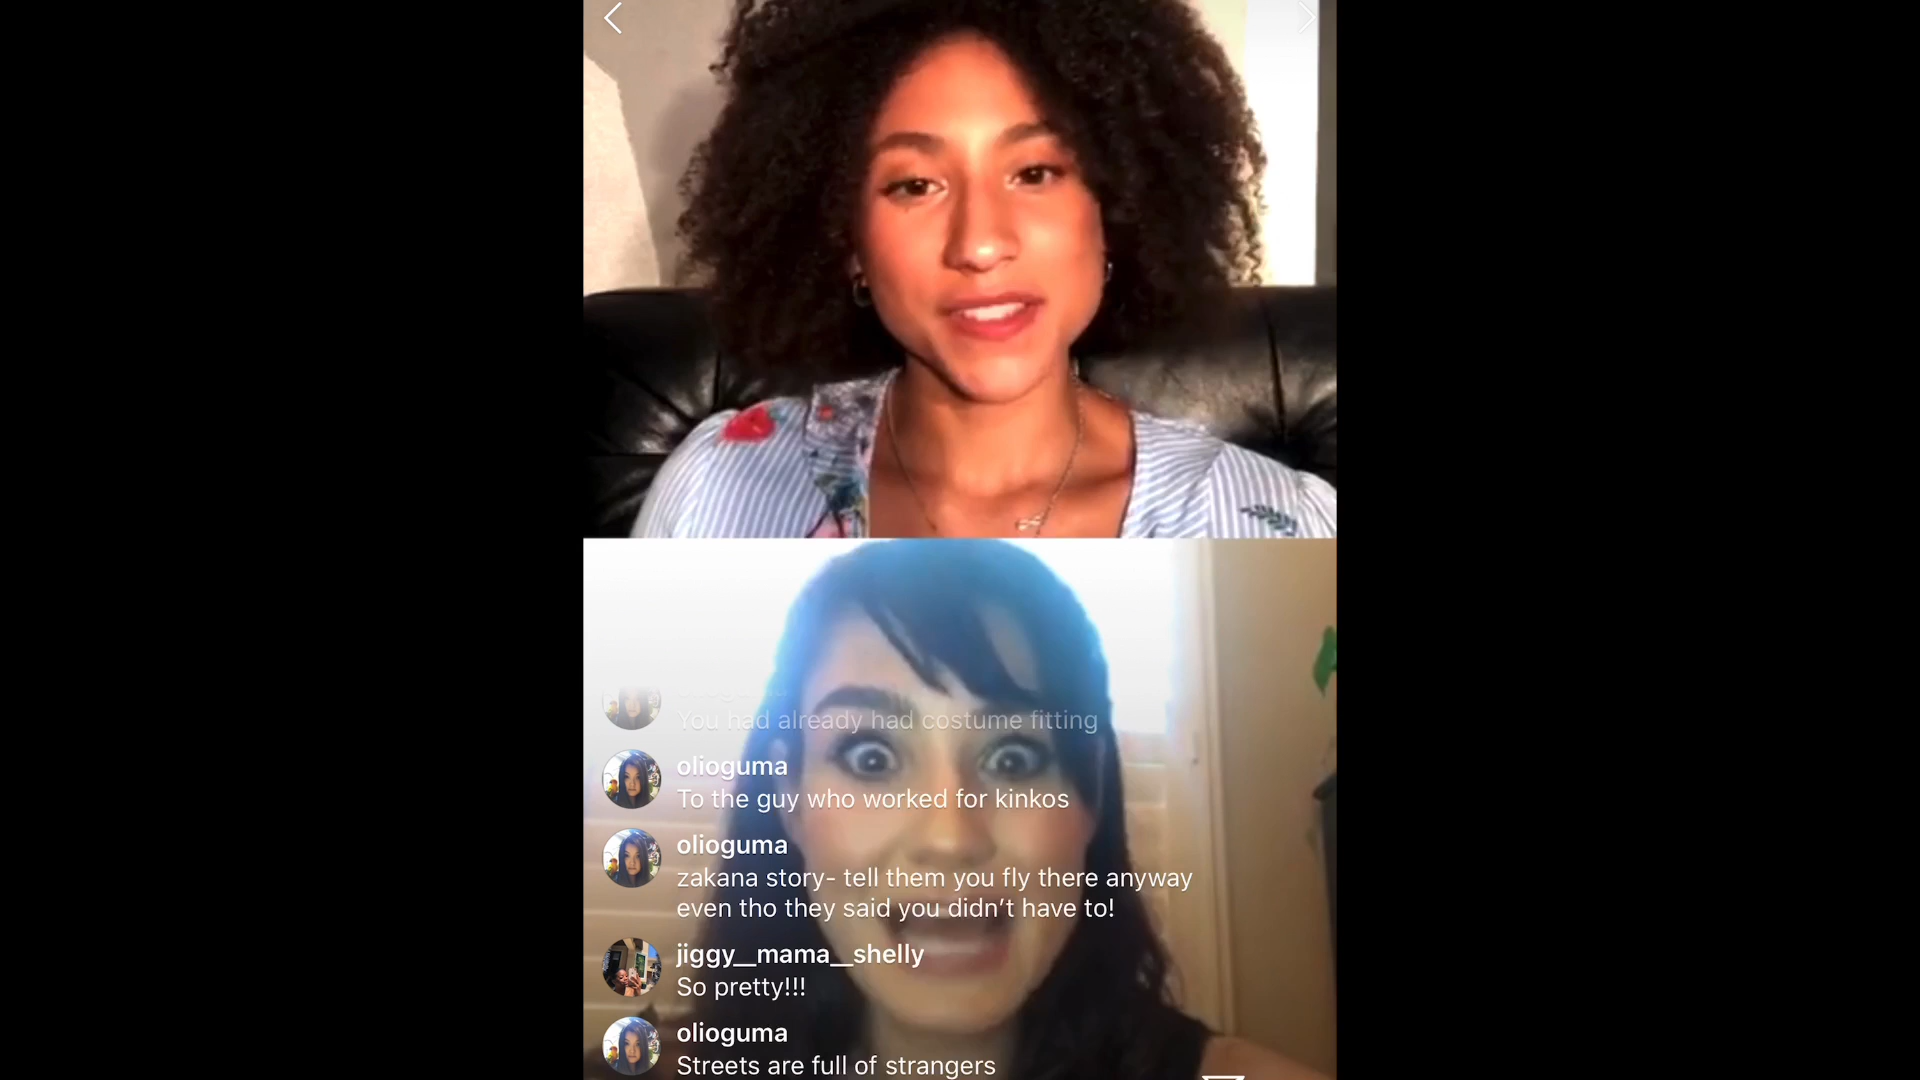 You had already had costume fitting
olioguma
To the guy who worked for kinkos
olioguma
zakana story- tell them you fly there anyway
even tho they said you didn’t have to!
jiggy__mama__shelly
So pretty!!!
olioguma
Streets are full of strangers